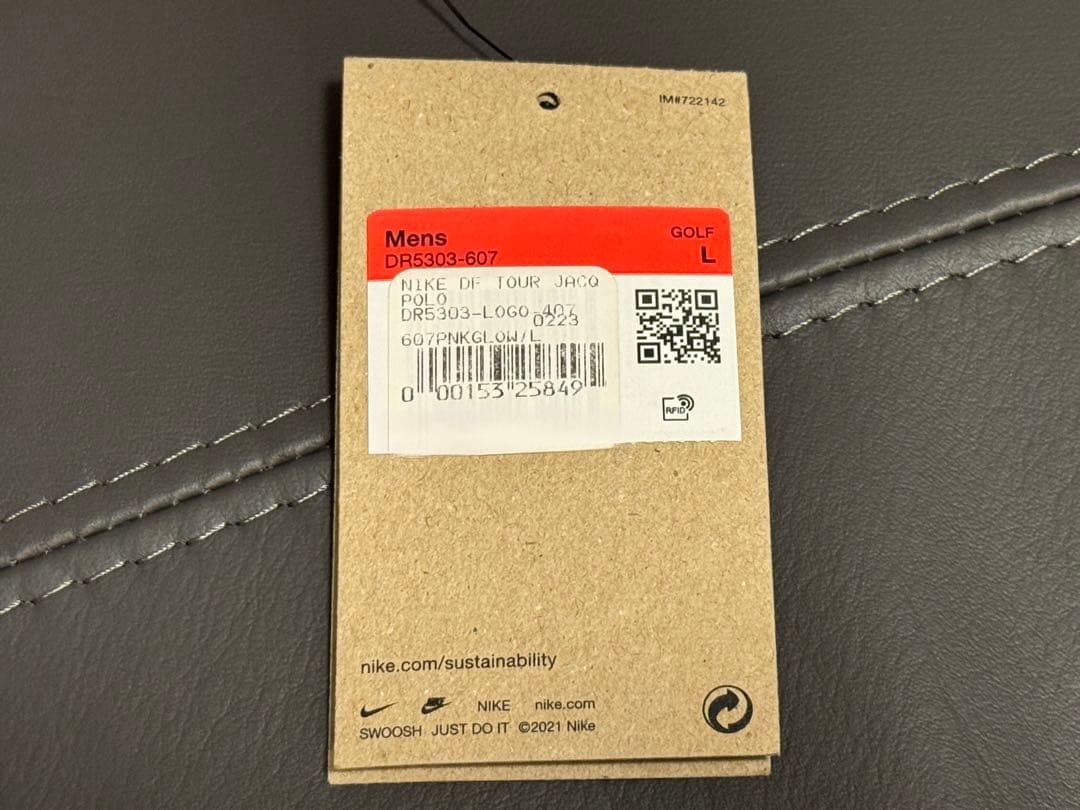 IM#722142
Mens
GOLF
DR5303-607
L
NIKE DF TOUR JACQ
POLO
DR5303-LOGO-407
0223
607PNKGLOW/L
0 00153 25849
RFID
nike.com/sustainability
NIKE nike.com
SWOOSH JUST DO IT ©2021 Nike